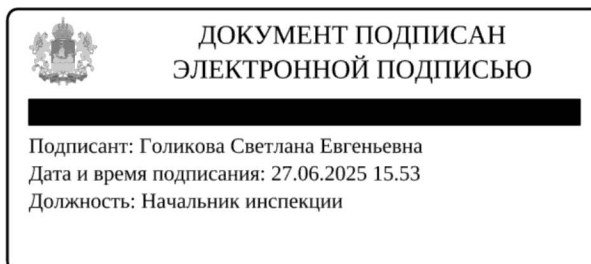 ДОКУМЕНТ ПОДПИСАН
ЭЛЕКТРОННОЙ ПОДПИСЬЮ
Подписант: Голикова Светлана Евгеньевна
Дата и время подписания: 27.06.2025 15.53
Должность: Начальник инспекции